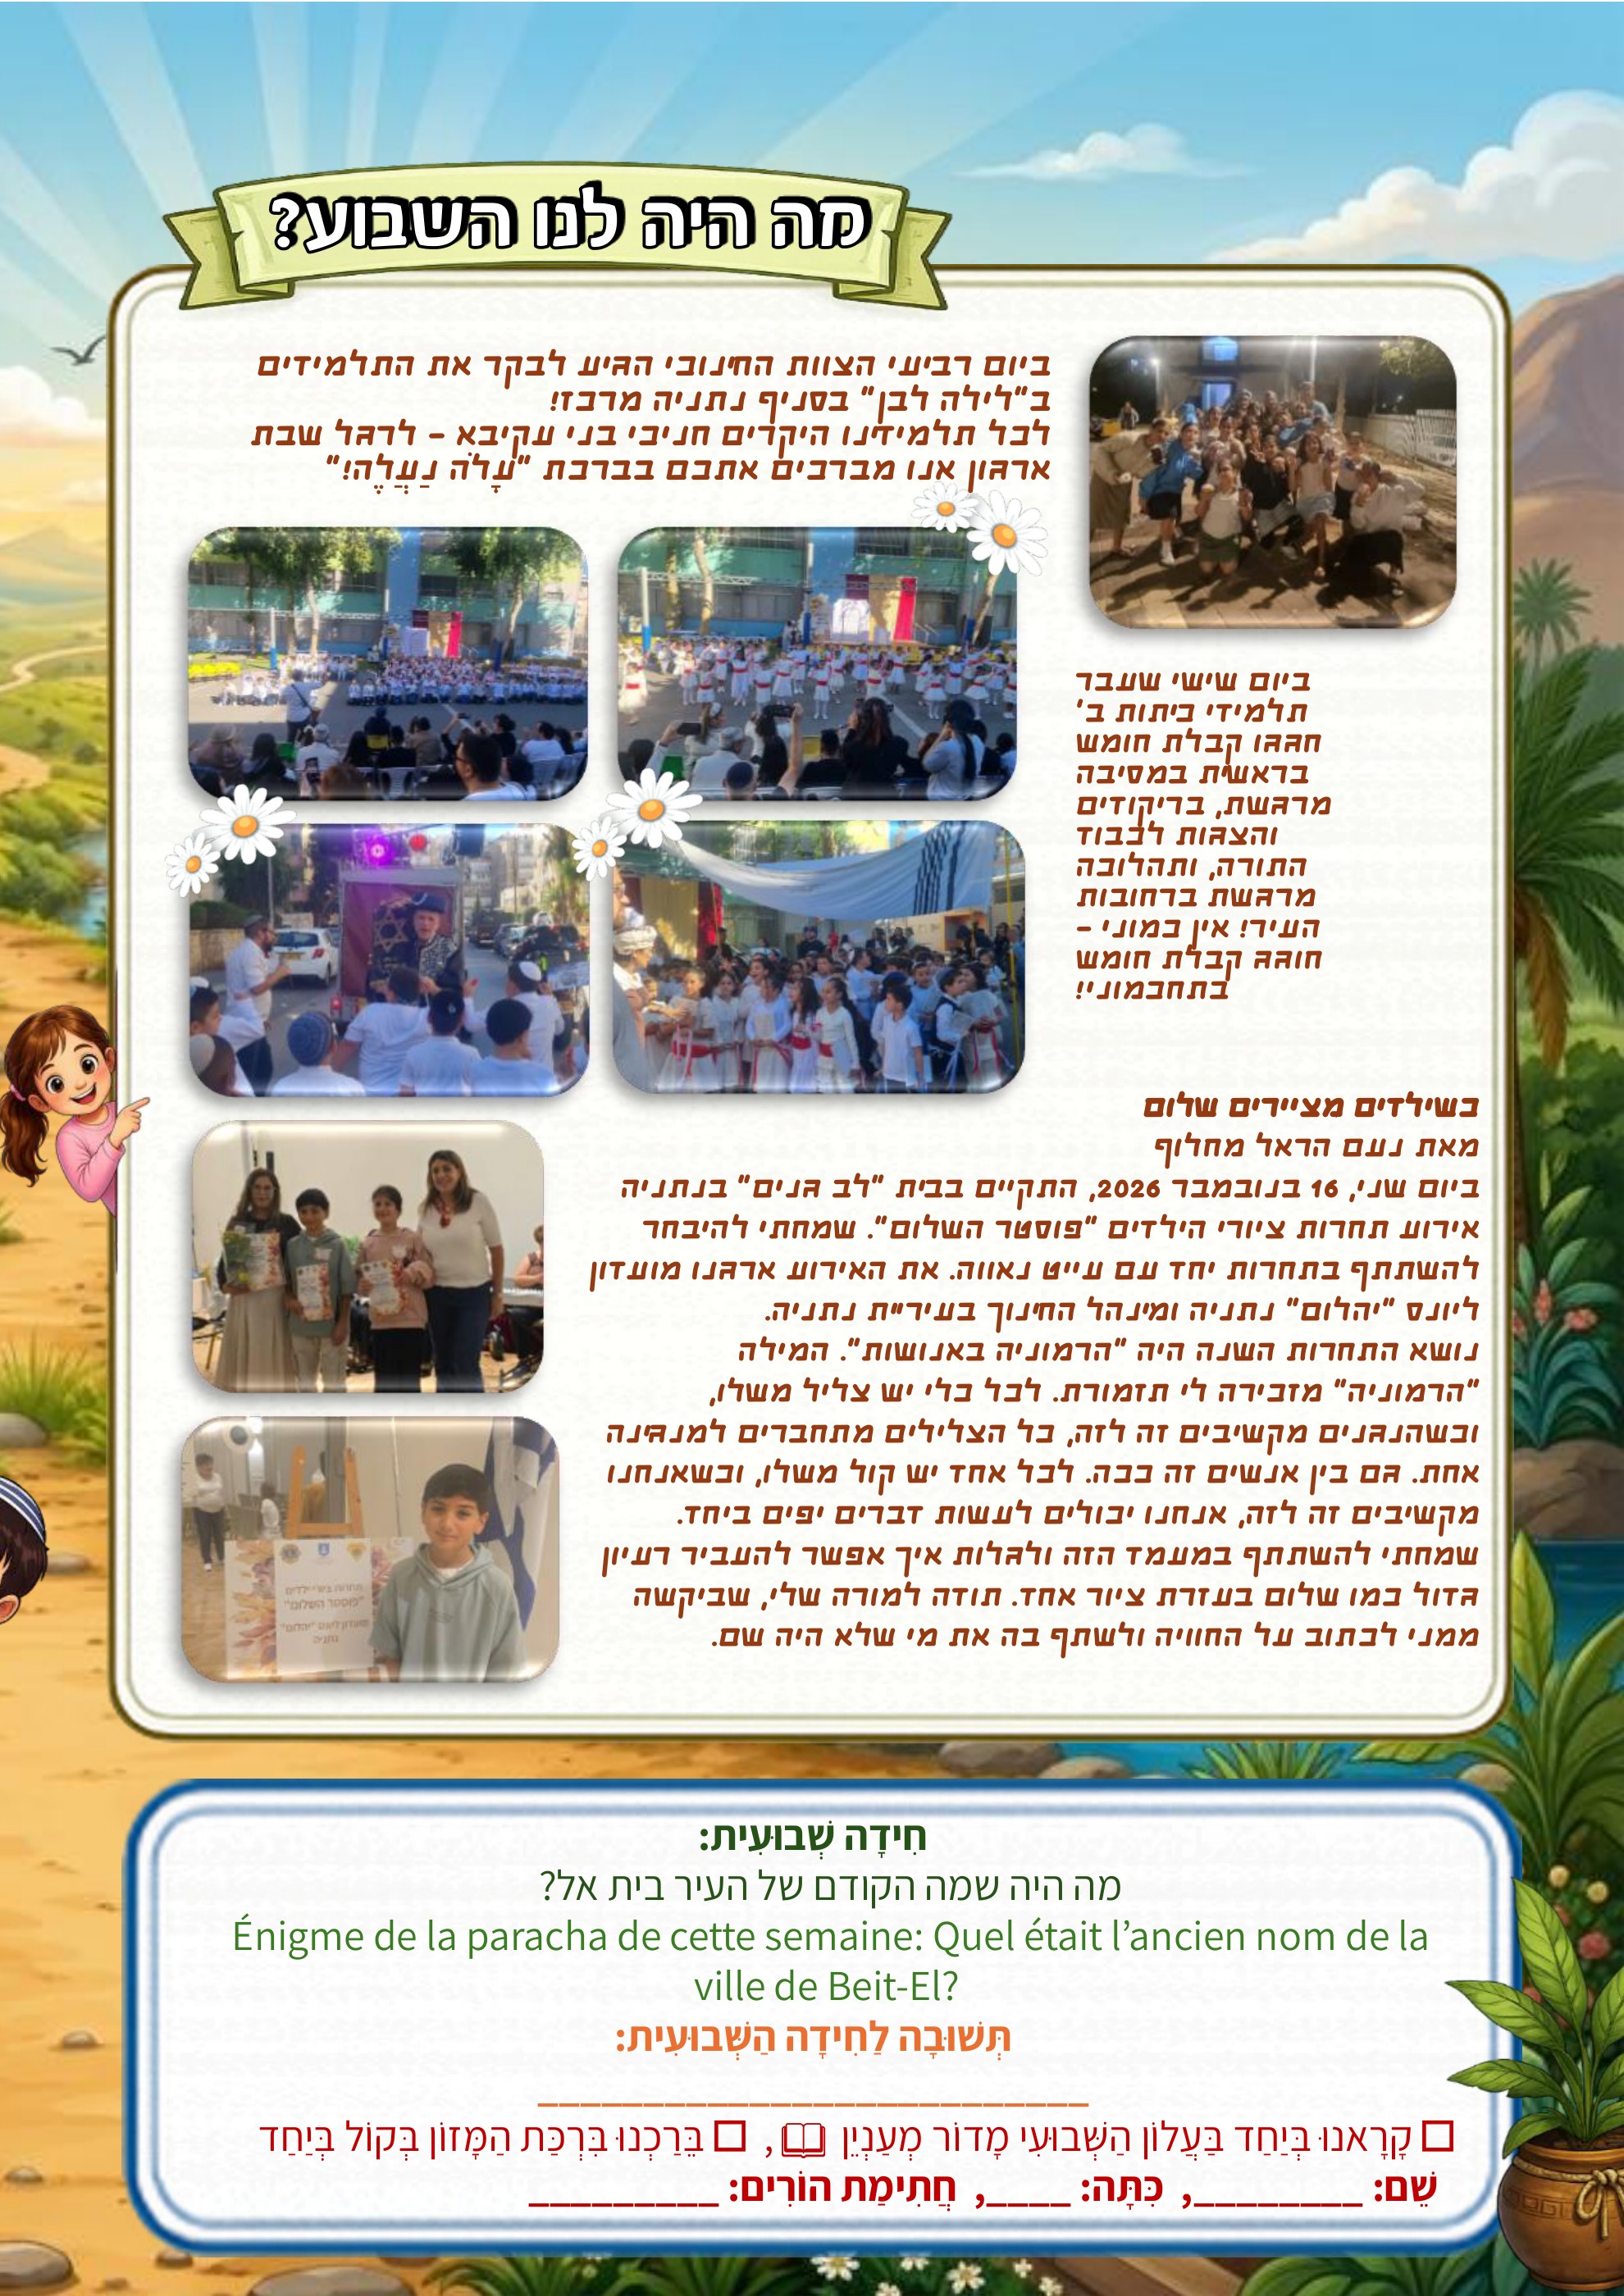 מה היה לנו השבוע?
ביום רביעי הצוות החינוכי הגיע לבקר את התלמידים
ב"לילה לבן" בסניף נתניה מרכז!
לכל תלמידינו היקרים חניכי בני עקיבא – לרגל שבת
ארגון אנו מברכים אתכם בברכת "עָלֹה נַעֲלֶה!"
ביום שישי שעבר
תלמידי כיתות ב'
חגגו קבלת חומש
בראשית במסיבה
מרגשת, בריקודים
והצגות לכבוד
התורה, ותהלוכה
מרגשת ברחובות
העיר! אין כמוני –
חוגג קבלת חומש
בתחכמוני!
כשילדים מציירים שלום
מאת נעם הראל מחלוף
ביום שני, 16 בנובמבר 2026, התקיים בבית "לב גנים" בנתניה
אירוע תחרות ציורי הילדים "פוסטר השלום". שמחתי להיבחר
להשתתף בתחרות יחד עם עייט נאווה. את האירוע ארגנו מועדון
ליונס "יהלום" נתניה ומינהל החינוך בעיריית נתניה.
נושא התחרות השנה היה "הרמוניה באנושות". המילה
"הרמוניה" מזכירה לי תזמורת. לכל כלי יש צליל משלו,
וכשהנגנים מקשיבים זה לזה, כל הצלילים מתחברים למנגינה
אחת. גם בין אנשים זה ככה. לכל אחד יש קול משלו, וכשאנחנו
מקשיבים זה לזה, אנחנו יכולים לעשות דברים יפים ביחד.
שמחתי להשתתף במעמד הזה ולגלות איך אפשר להעביר רעיון
גדול כמו שלום בעזרת ציור אחד. תודה למורה שלי, שביקשה
ממני לכתוב על החוויה ולשתף בה את מי שלא היה שם.
תחרות ציורי ילדים
"פוסטר השלום"
מועדון ליונס "יהלום"
נתניה
חִידָה שְׁבוּעִית:
מה היה שמה הקודם של העיר בית אל?
Énigme de la paracha de cette semaine: Quel était l’ancien nom de la
ville de Beit-El?
תְּשׁוּבָה לַחִידָה הַשְּׁבוּעִית:
__________________________
☐ קָרָאנוּ בְּיַחַד בַּעֲלוֹן הַשְּׁבוּעִי מָדוֹר מְעַנְיֵן 🕮, ☐ בֵּרַכְנוּ בִּרְכַּת הַמָּזוֹן בְּקוֹל בְּיַחַד
שֵׁם: ________, כִּתָּה: ____, חֲתִימַת הוֹרִים: _________